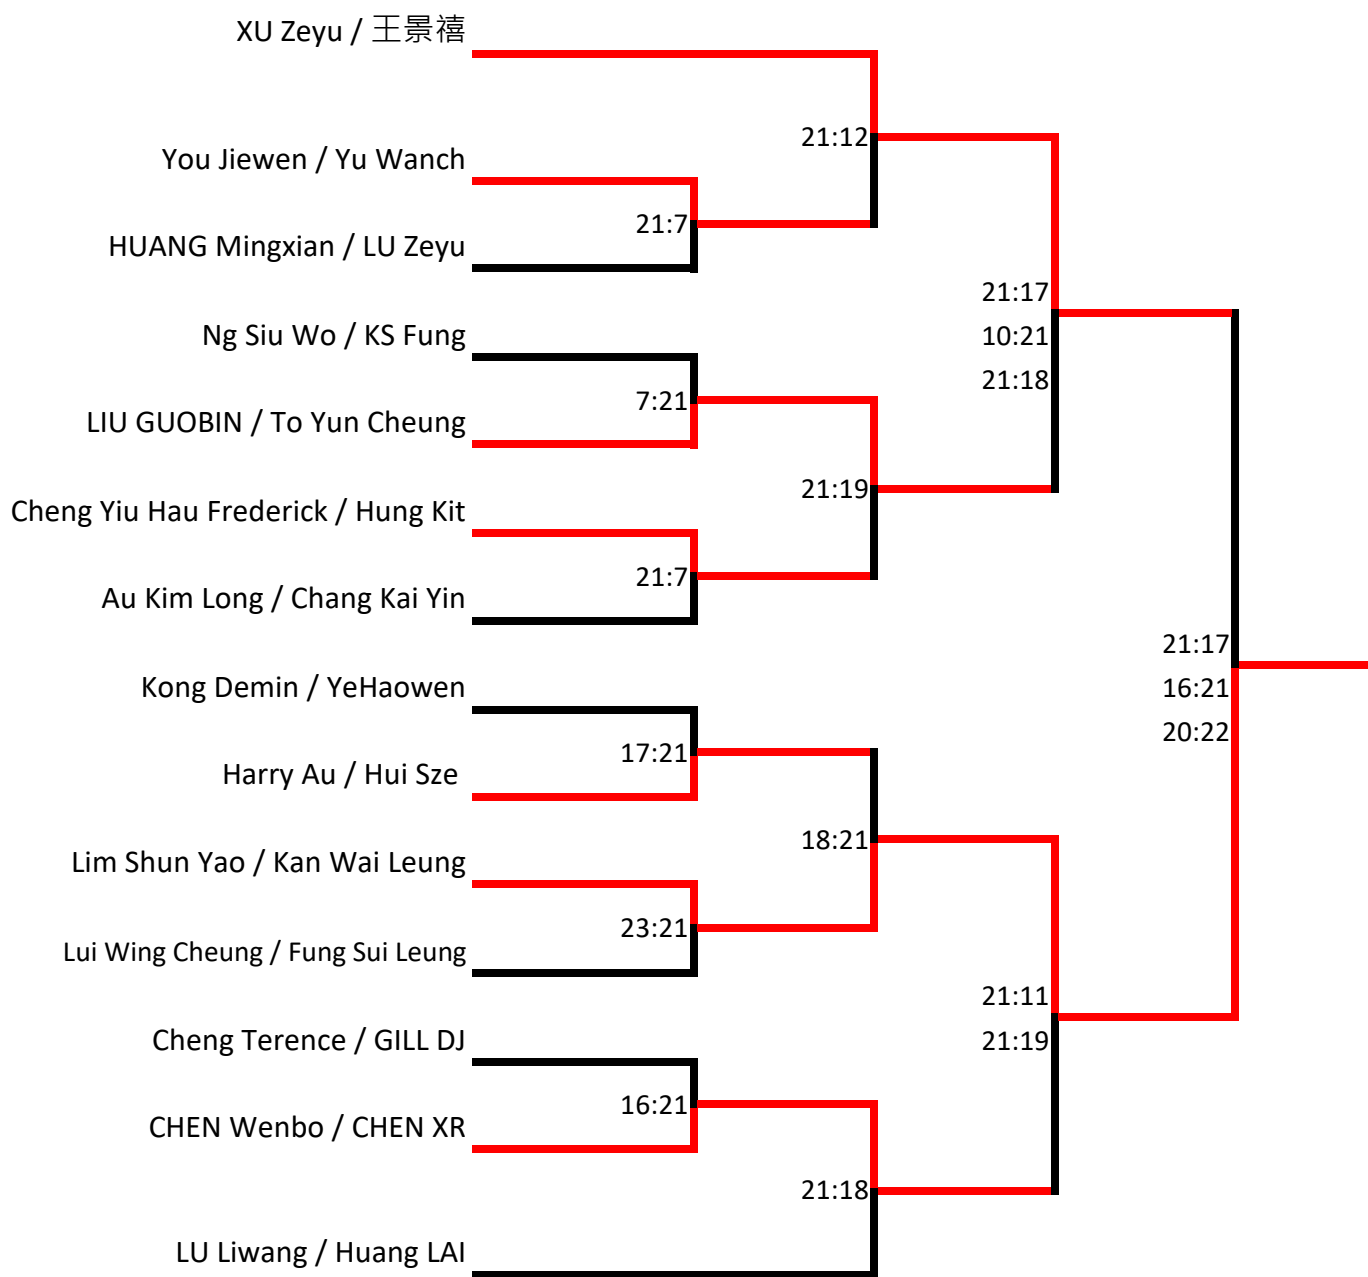 XU Zeyu / 王景禧
21:12
You Jiewen / Yu Wanch
21:7
HUANG Mingxian / LU Zeyu
21:17
10:21
21:18
Ng Siu Wo / KS Fung
7:21
LIU GUOBIN / To Yun Cheung
21:19
Cheng Yiu Hau Frederick / Hung Kit
21:7
Au Kim Long / Chang Kai Yin
21:17
16:21
20:22
Kong Demin / YeHaowen
17:21
Harry Au / Hui Sze
18:21
Lim Shun Yao / Kan Wai Leung
23:21
Lui Wing Cheung / Fung Sui Leung
21:11
21:19
Cheng Terence / GILL DJ
16:21
CHEN Wenbo / CHEN XR
21:18
LU Liwang / Huang LAI